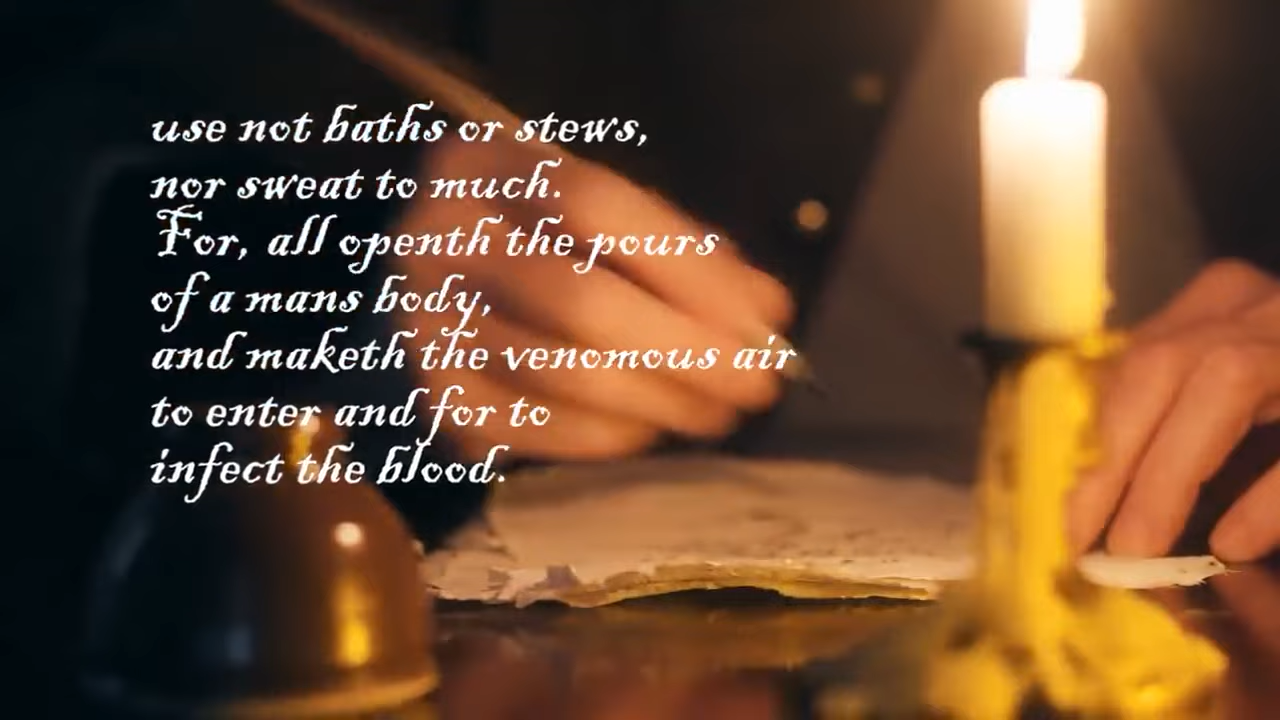 use not baths or stews,
nor sweat to much.
For, all openth the pours
of a mans body,
and maketh the venomous air
to enter and for to
infect the blood.